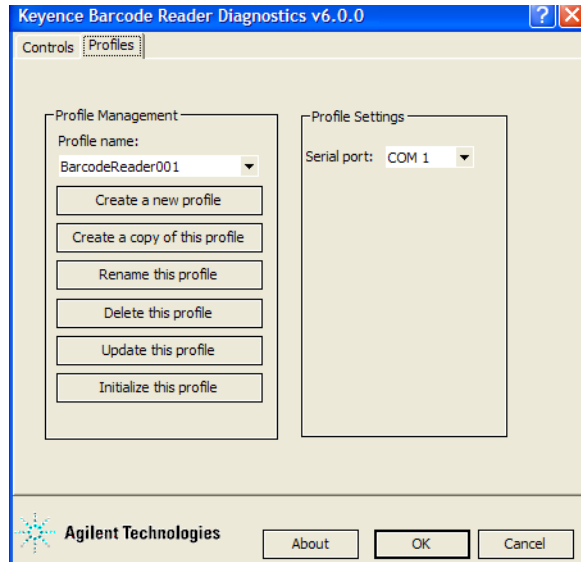 Keyence Barcode Reader Diagnostics v6.0.0
Controls Profiles
Profile Management
Profile name:
BarcodeReader001
Create a new profile
Create a copy of this profile
Rename this profile
Delete this profile
Update this profile
Initialize this profile
Profile Settings
Serial port: COM 1
Agilent Technologies
About OK Cancel